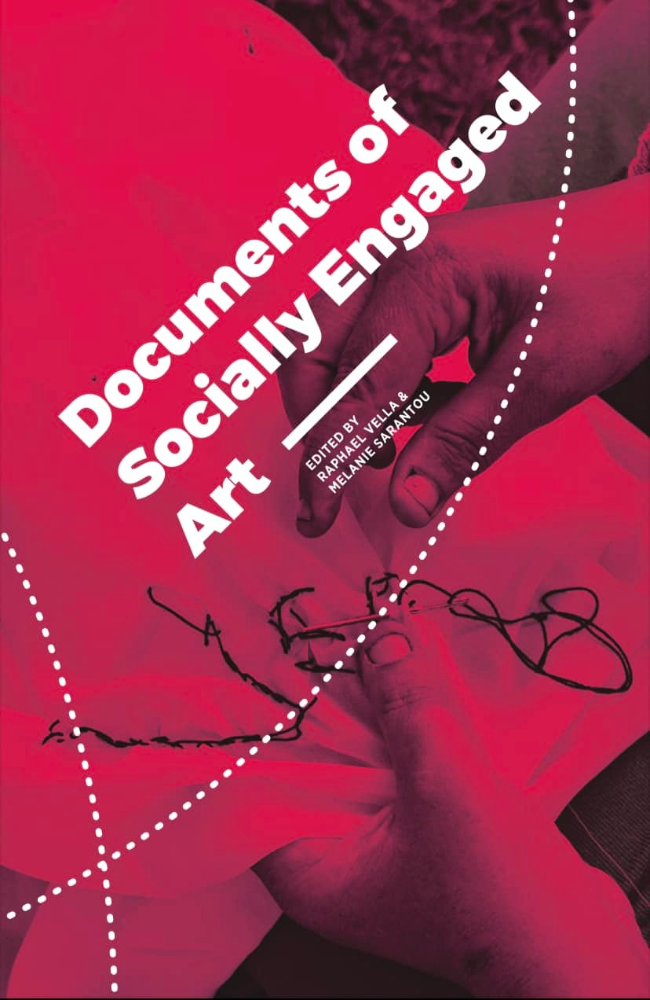 Documents of
Socially Engaged
Art
EDITED BY
RAPHAEL VELLA &
MELANIE SARANTOU